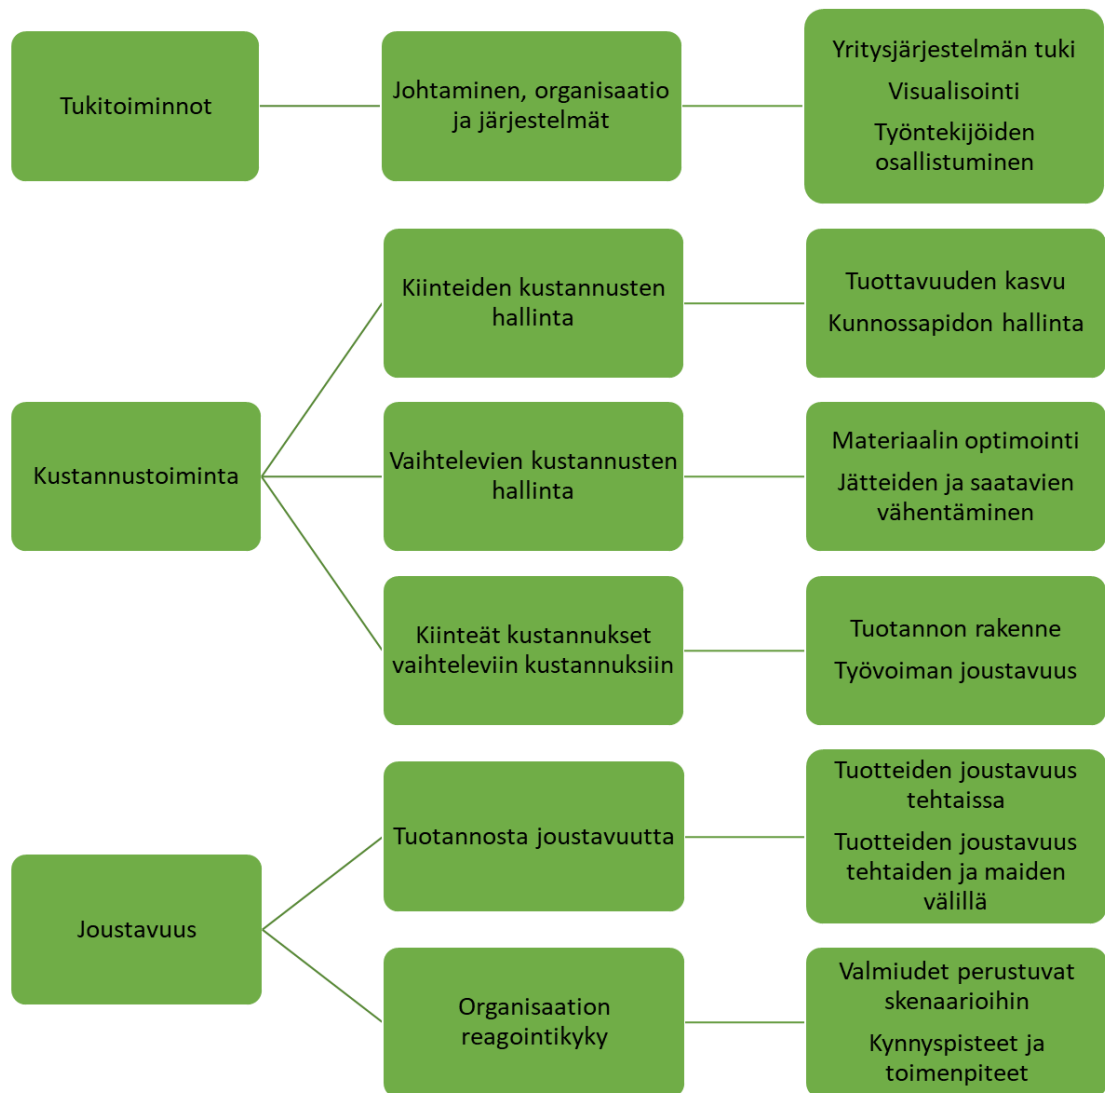 Tukitoiminnot
Johtaminen, organisaatio
ja järjestelmät
Yritysjärjestelmän tuki
Visualisointi
Työntekijöiden
osallistuminen
Kustannustoiminta
Kiinteiden kustannusten
hallinta
Tuottavuuden kasvu
Kunnossapidon hallinta
Vaihtelevien kustannusten
hallinta
Materiaalin optimointi
Jätteiden ja saatavien
vähentäminen
Kiinteät kustannukset
vaihteleviin kustannuksiin
Tuotannon rakenne
Työvoiman joustavuus
Joustavuus
Tuotannosta joustavuutta
Tuotteiden joustavuus
tehtaissa
Tuotteiden joustavuus
tehtaiden ja maiden
välillä
Organisaation
reagointikyky
Valmiudet perustuvat
skenaarioihin
Kynnyspisteet ja
toimenpiteet